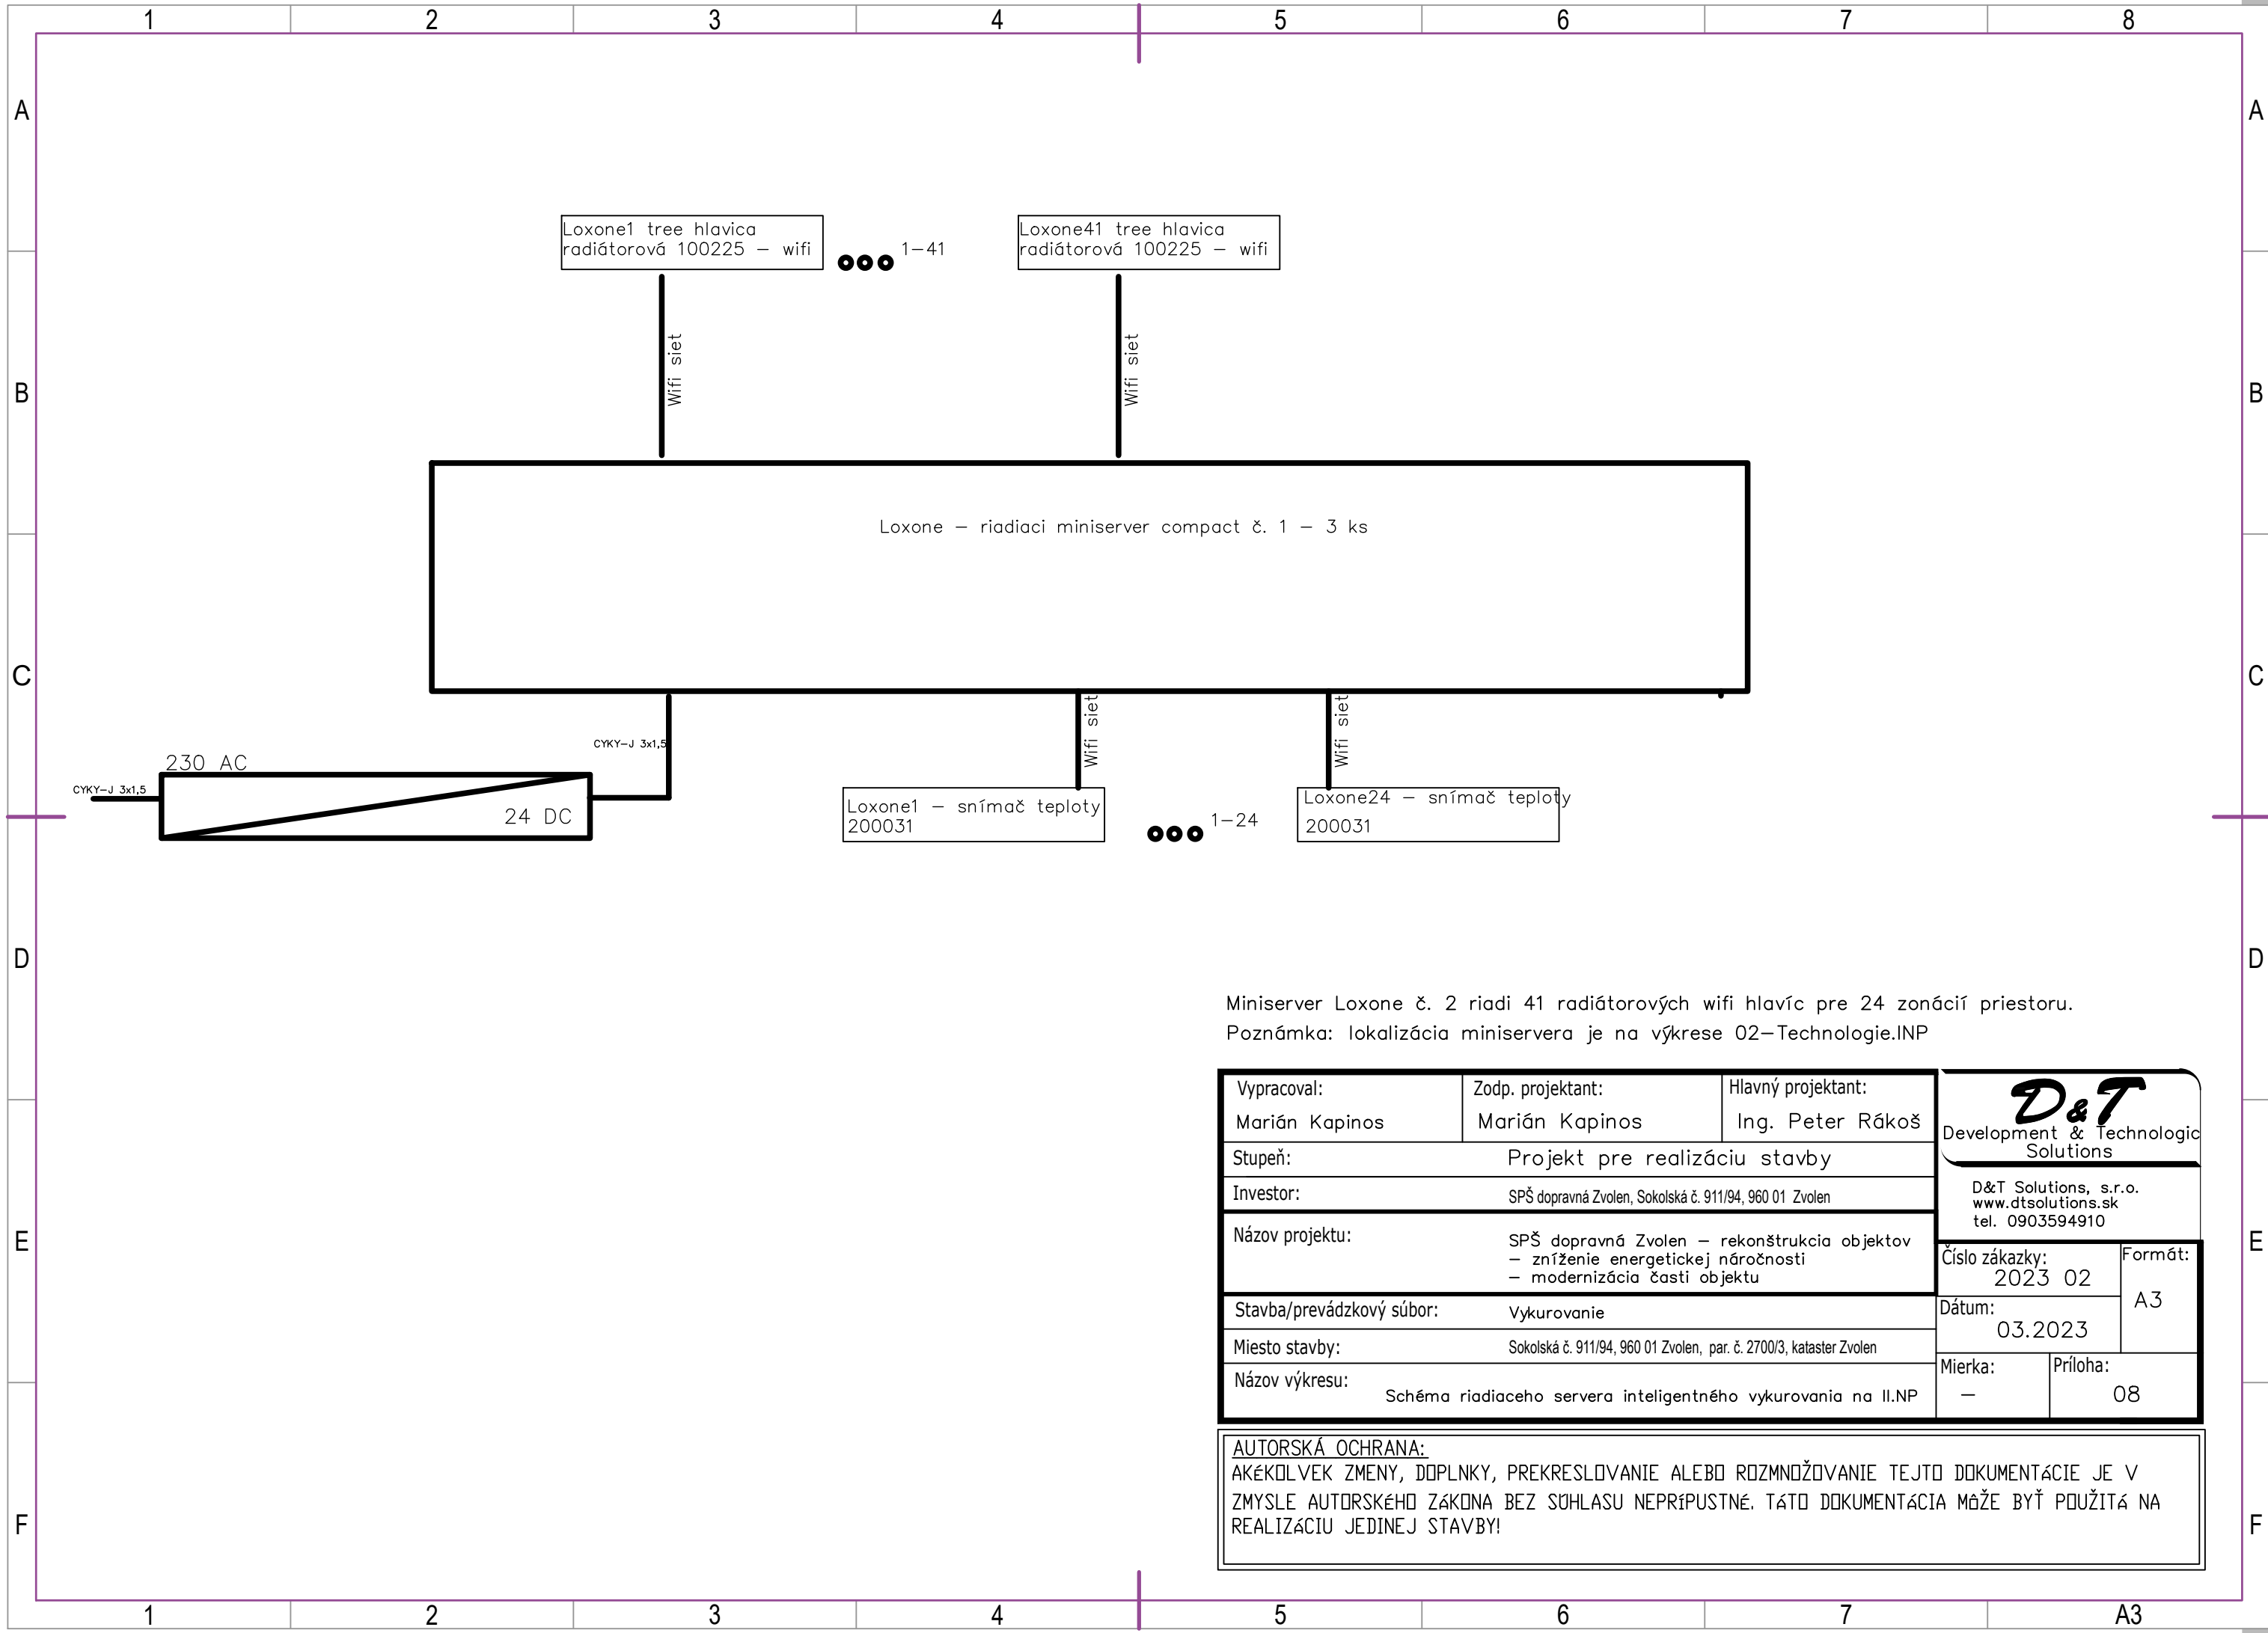 1 2 3 4 5 6 7 8
A A
B B
C C
D D
E E
F F
Loxone1 tree hlavica
radiátorová 100225 – wifi
1–41
Loxone41 tree hlavica
radiátorová 100225 – wifi
Wifi siet
Wifi siet
Loxone – riadiaci miniserver compact č. 1 – 3 ks
CYKY–J 3x1,5
230 AC
24 DC
CYKY–J 3x1,5
Wifi siet
Wifi siet
Loxone1 – snímač teploty
200031
1–24
Loxone24 – snímač teploty
200031
Miniserver Loxone č. 2 riadi 41 radiátorových wifi hlavíc pre 24 zonácií priestoru.
Poznámka: lokalizácia miniservera je na výkrese 02–Technologie.INP
Vypracoval: Zodp. projektant: Hlavný projektant:
Marián Kapinos Marián Kapinos Ing. Peter Rákoš
Stupeň: Projekt pre realizáciu stavby
Investor: SPŠ dopravná Zvolen, Sokolská č. 911/94, 960 01 Zvolen
Názov projektu: SPŠ dopravná Zvolen – rekonštrukcia objektov
– zníženie energetickej náročnosti
– modernizácia časti objektu
Stavba/prevádzkový súbor: Vykurovanie
Miesto stavby: Sokolská č. 911/94, 960 01 Zvolen, par. č. 2700/3, kataster Zvolen
Názov výkresu: Schéma riadiaceho servera inteligentného vykurovania na II.NP
D&T
Development & Technologic
Solutions
D&T Solutions, s.r.o.
www.dtsolutions.sk
tel. 0903594910
Číslo zákazky: Formát:
2023 02
A3
Dátum:
03.2023
Mierka: Príloha:
– 08
AUTORSKÁ OCHRANA:
AKéKOLVEK ZMENY, DOPLNKY, PREKRESLOVANIE ALEBO ROZMNOŽOVANIE TEJTO DOKUMENTáCIE JE V
ZMYSLE AUTORSKéHO ZáKONA BEZ SÚHLASU NEPRíPUSTNé. TáTO DOKUMENTáCIA MôŽE BYŤ POUŽITá NA
REALIZáCIU JEDINEJ STAVBY!
1 2 3 4 5 6 7 A3